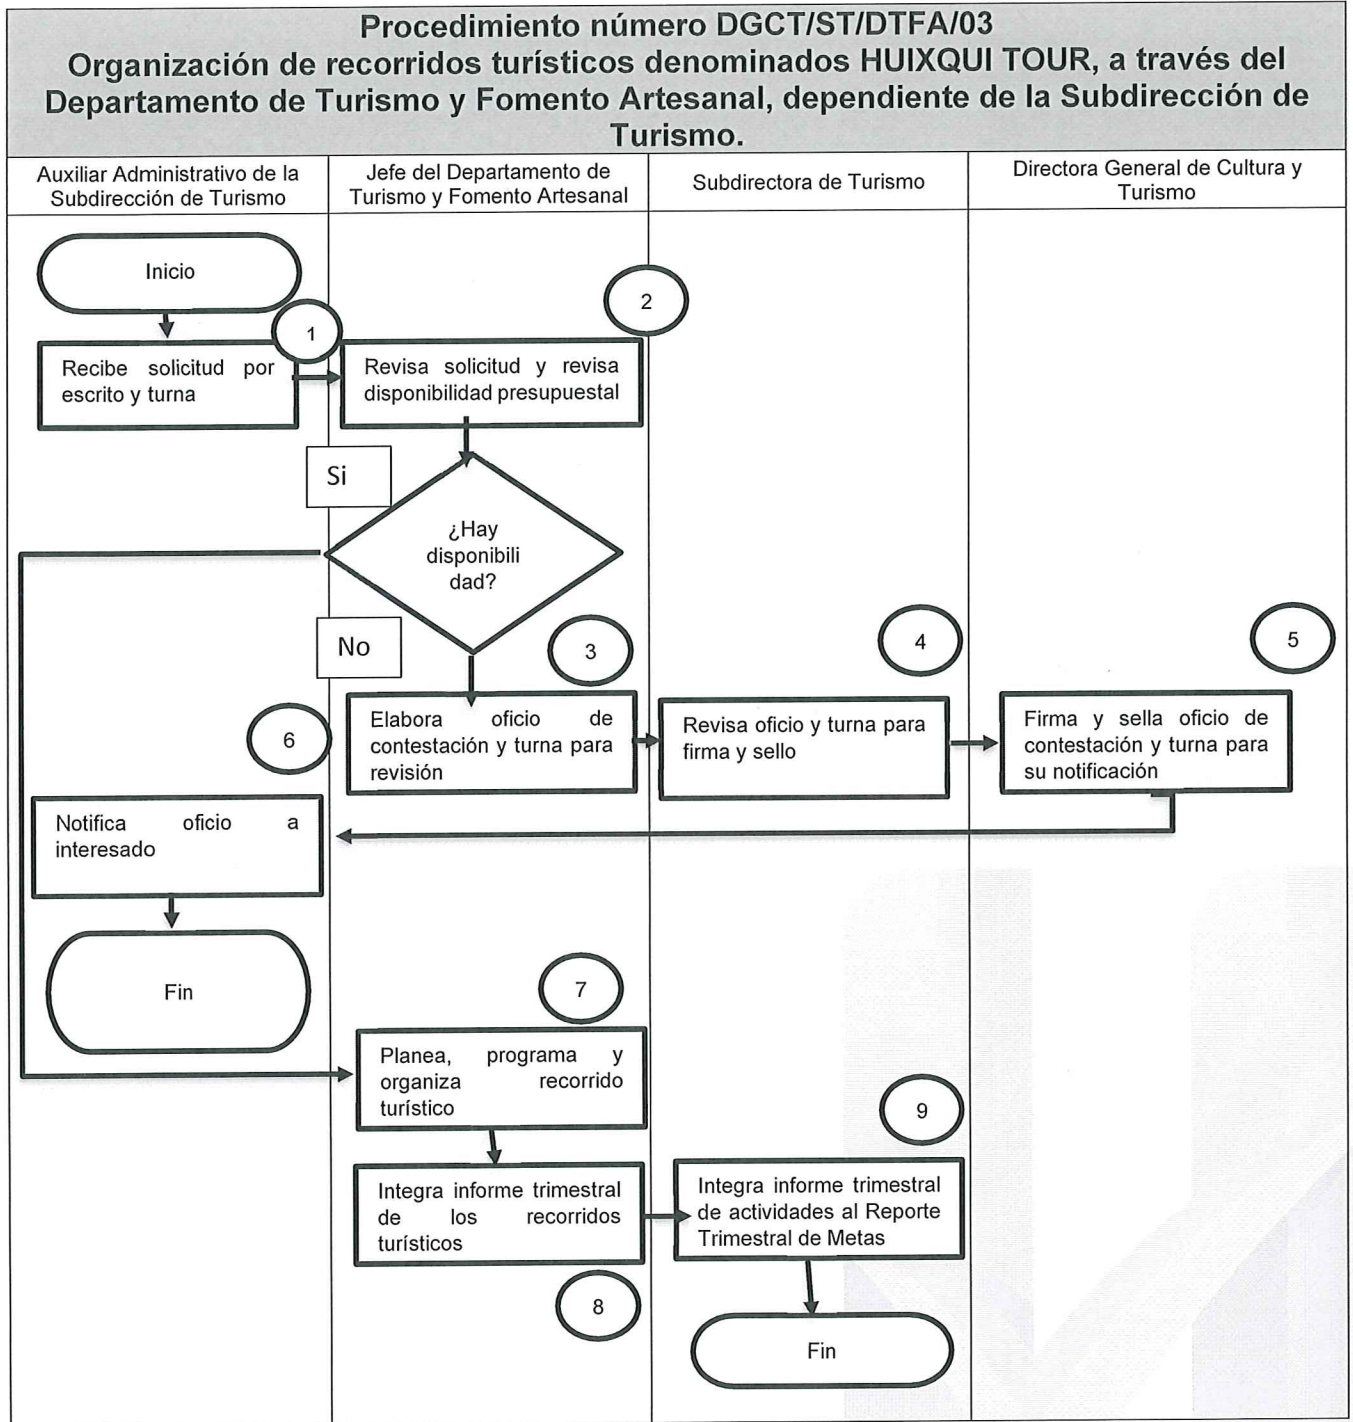 Procedimiento número DGCT/ST/DTFA/03
Organización de recorridos turísticos denominados HUIXQUI TOUR, a través del
Departamento de Turismo y Fomento Artesanal, dependiente de la Subdirección de
Turismo.
Auxiliar Administrativo de la
Subdirección de Turismo
Jefe del Departamento de
Turismo y Fomento Artesanal
Subdirectora de Turismo
Directora General de Cultura y
Turismo
Inicio
1
2
Recibe solicitud por
escrito y turna
Revisa solicitud y revisa
disponibilidad presupuestal
Si
¿Hay
disponibili
dad?
No
3
4
5
6
Elabora oficio de
contestación y turna para
revisión
Revisa oficio y turna para
firma y sello
Firma y sella oficio de
contestación y turna para
su notificación
Notifica oficio a
interesado
Fin
7
Planea, programa y
organiza recorrido
turístico
9
Integra informe trimestral
de los recorridos
turísticos
Integra informe trimestral
de actividades al Reporte
Trimestral de Metas
8
Fin